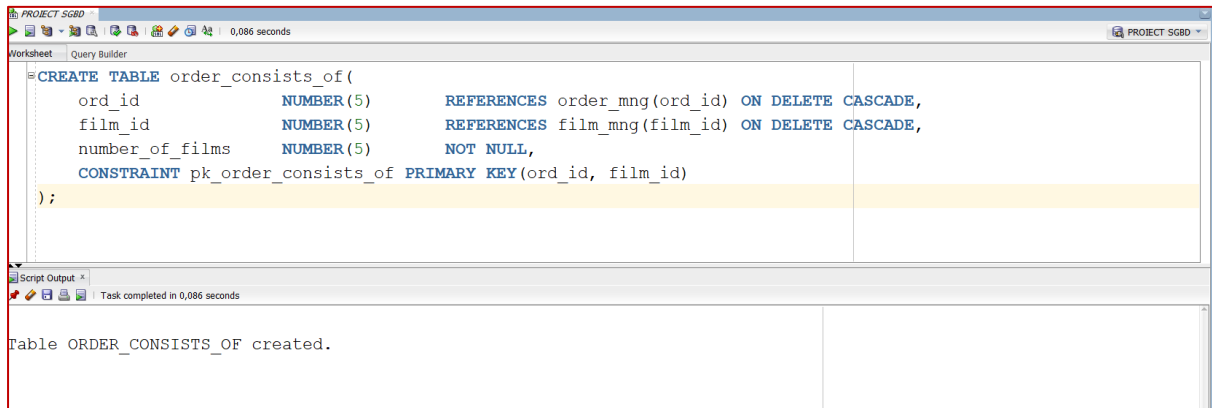 PROIECT SGBD
0,086 seconds
PROIECT SGBD
Worksheet Query Builder
CREATE TABLE order_consists_of(
ord_id NUMBER(5) REFERENCES order_mng(ord_id) ON DELETE CASCADE,
film_id NUMBER(5) REFERENCES film_mng(film_id) ON DELETE CASCADE,
number_of_films NUMBER(5) NOT NULL,
CONSTRAINT pk_order_consists_of PRIMARY KEY(ord_id, film_id)
);
Script Output ×
Task completed in 0,086 seconds
Table ORDER_CONSISTS_OF created.